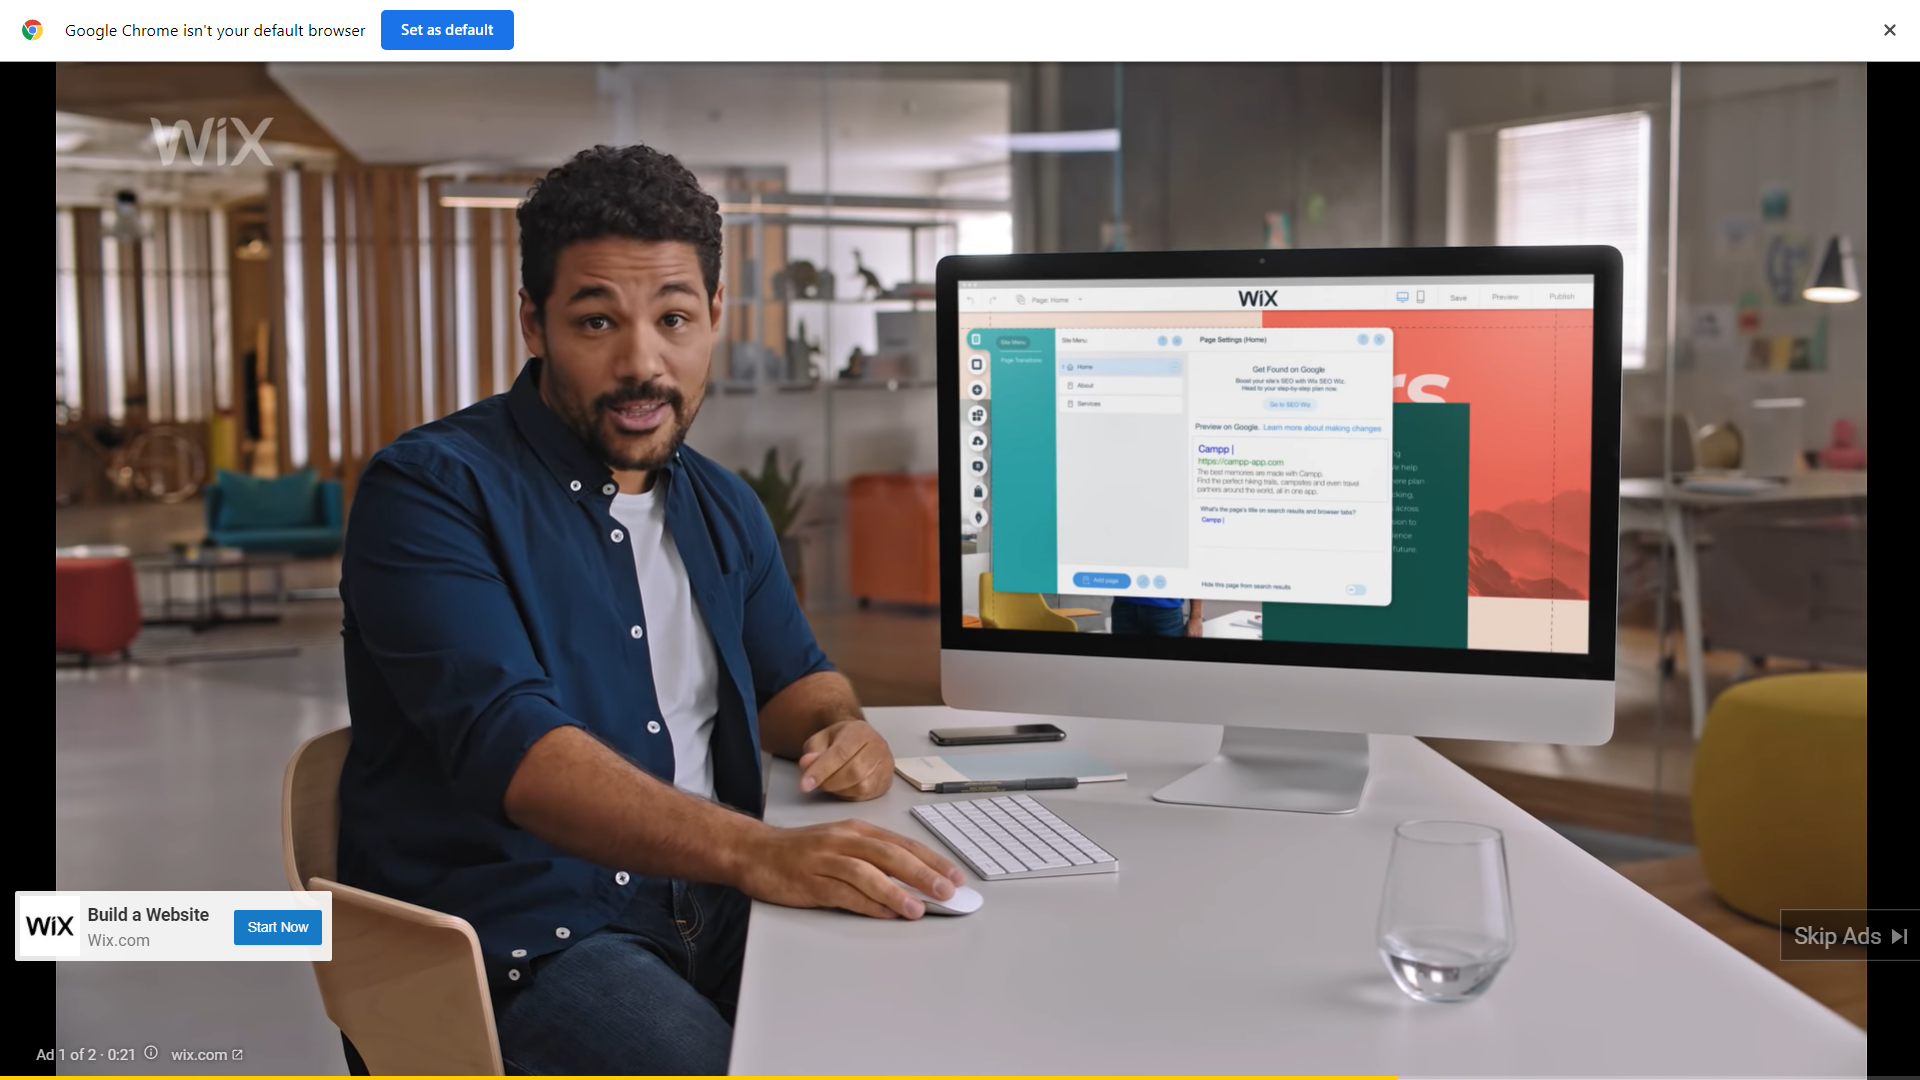 Google Chrome isn't your default browser
Set as default
WiX
Page: Home
WiX
Save
Preview
Publish
Site Menu
Page Transitions
Site Menu
Home
About
Services
Add page
Page Settings (Home)
Get Found on Google
Boost your site's SEO with Wix SEO Wiz.
Head to your step-by-step plan now.
Go to SEO Wiz
Preview on Google. Learn more about making changes
Campp |
https://campp-app.com
The best memories are made with Campp.
Find the perfect hiking trails, campsites and even travel
partners around the world, all in one app.
What's the page's title on search results and browser tabs?
Campp |
Hide this page from search results
rs
help
plan
across
to
future.
WiX
Build a Website
Wix.com
Start Now
Skip Ads
Ad 1 of 2 · 0:21
wix.com